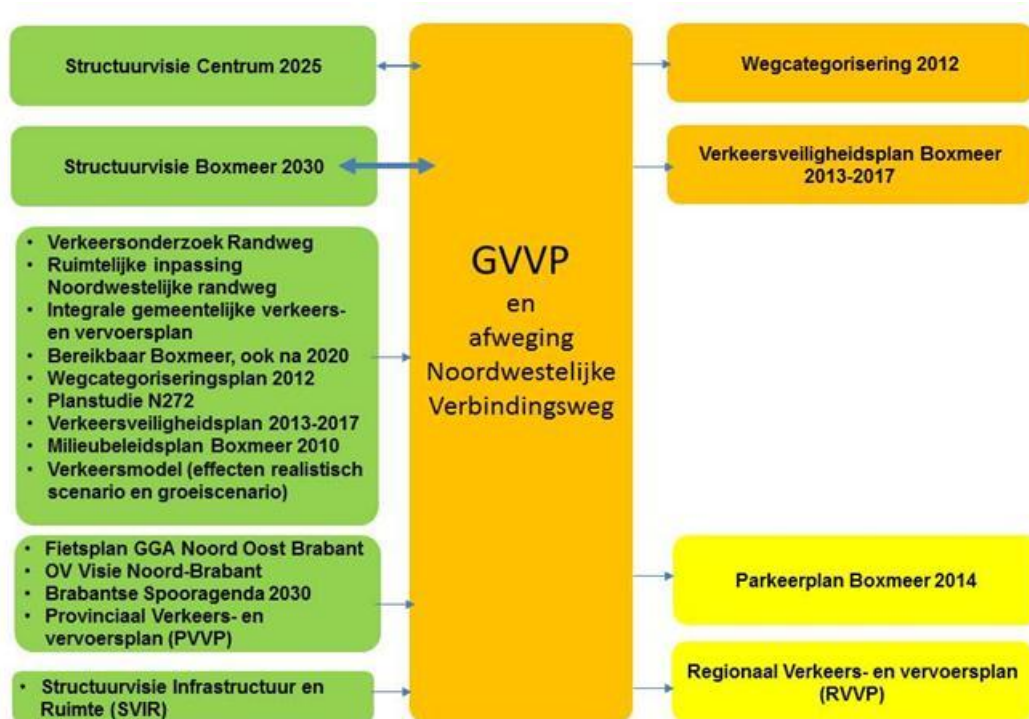 Structuurvisie Centrum 2025
Structuurvisie Boxmeer 2030
• Verkeersonderzoek Randweg
• Ruimtelijke inpassing
Noordwestelijke randweg
• Integrale gemeentelijke verkeers-
en vervoersplan
• Bereikbaar Boxmeer, ook na 2020
• Wegcategoriseringsplan 2012
• Planstudie N272
• Verkeersveiligheidsplan 2013-2017
• Milieubeleidsplan Boxmeer 2010
• Verkeersmodel (effecten realistisch
scenario en groeiscenario)
• Fietsplan GGA Noord Oost Brabant
• OV Visie Noord-Brabant
• Brabantse Spooragenda 2030
• Provinciaal Verkeers- en
vervoersplan (PVVP)
• Structuurvisie Infrastructuur en
Ruimte (SVIR)
GVVP
en
afweging
Noordwestelijke
Verbindingsweg
Wegcategorisering 2012
Verkeersveiligheidsplan Boxmeer
2013-2017
Parkeerplan Boxmeer 2014
Regionaal Verkeers- en vervoersplan
(RVVP)